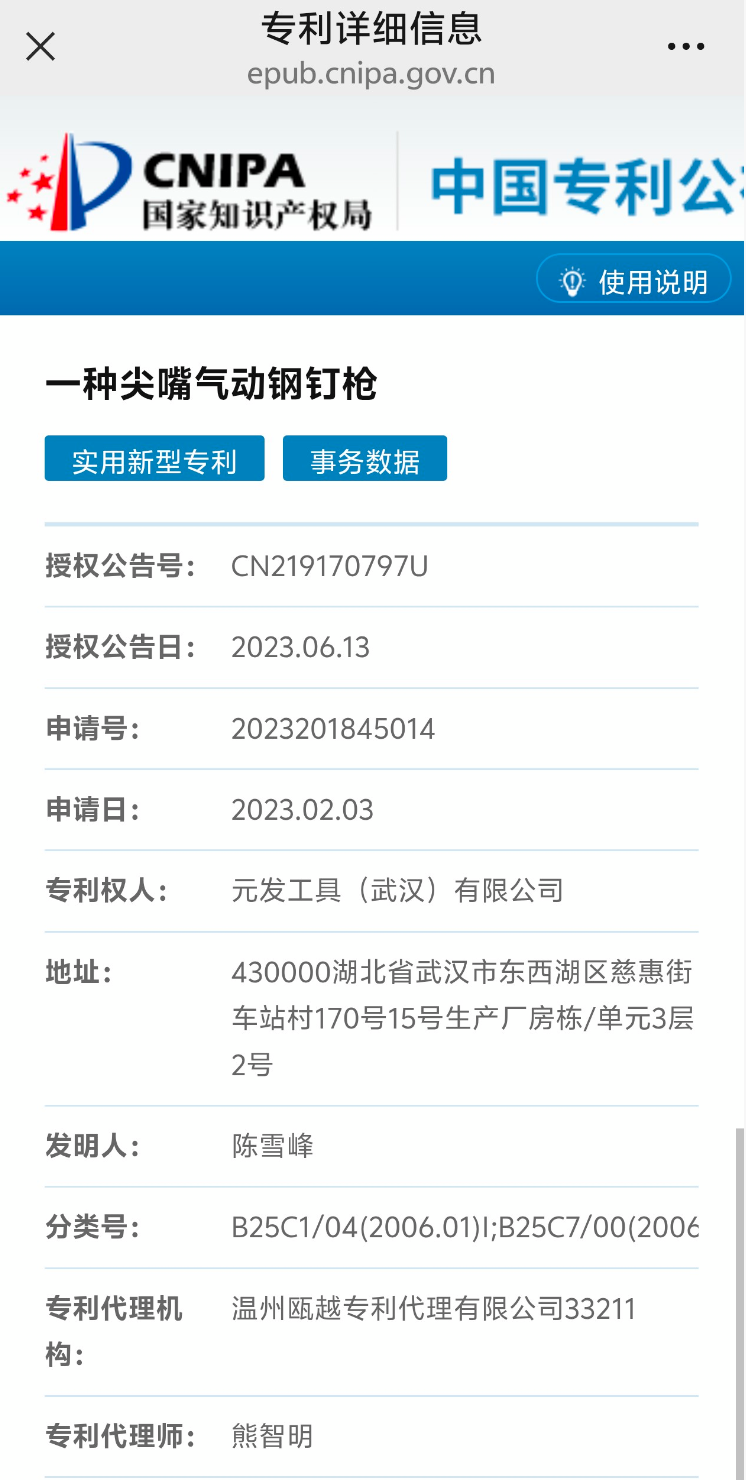 专利详细信息
epub.cnipa.gov.cn
CNIPA
国家知识产权局
中国专利公
使用说明
一种尖嘴气动钢钉枪
实用新型专利 事务数据
授权公告号： CN219170797U
授权公告日： 2023.06.13
申请号： 2023201845014
申请日： 2023.02.03
专利权人： 元发工具（武汉）有限公司
地址： 430000湖北省武汉市东西湖区慈惠街
车站村170号15号生产厂房栋/单元3层
2号
发明人： 陈雪峰
分类号： B25C1/04(2006.01)I;B25C7/00(2006
专利代理机 温州瓯越专利代理有限公司33211
构：
专利代理师： 熊智明